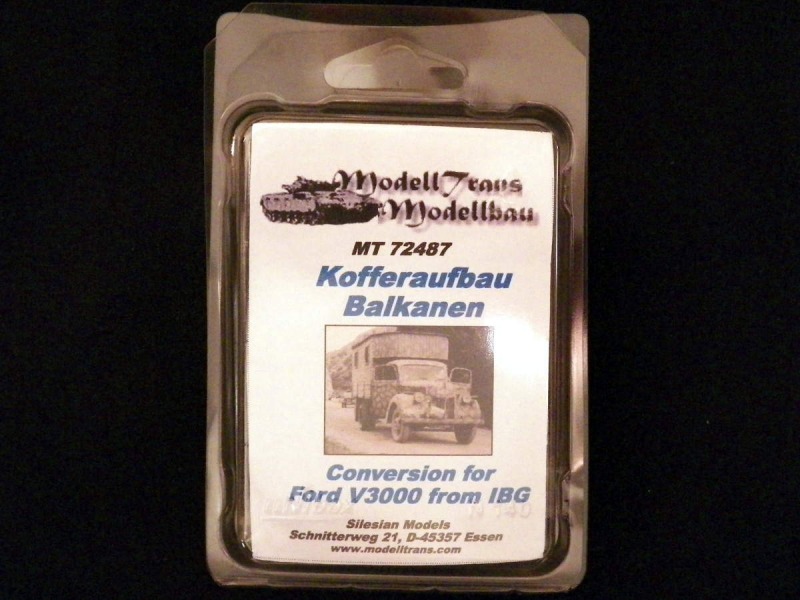 ModellTrans
Modellbau
MT 72487
Kofferaufbau
Balkanen
Conversion for
Ford V3000 from IBG
Silesian Models
Schnitterweg 21, D-45357 Essen
www.modelltrans.com